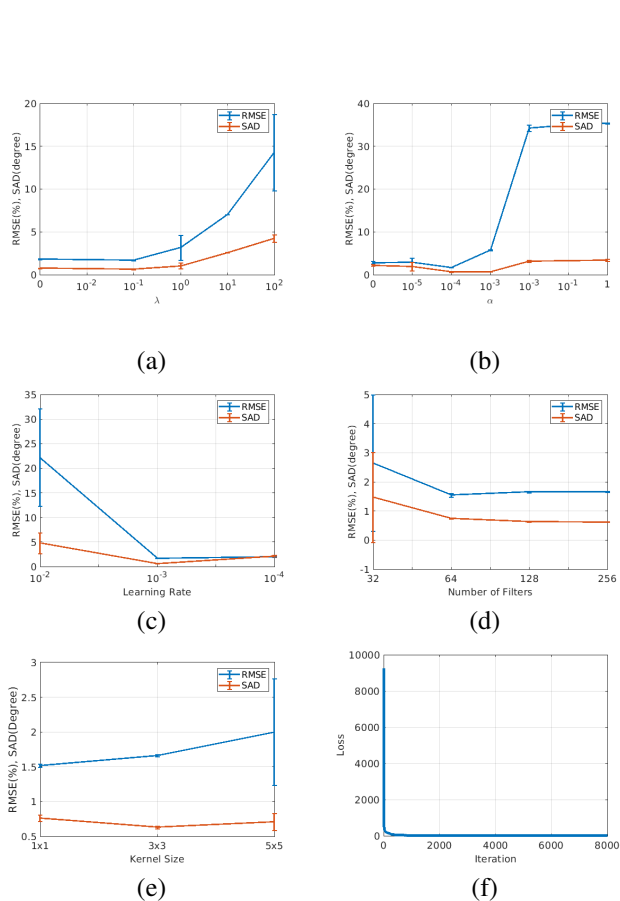 20
15
10
5
0
RMSE(%), SAD(degree)
RMSE
SAD
0 10^-2 10^-1 10^0 10^1 10^2
λ
(a)
40
30
20
10
0
RMSE(%), SAD(degree)
RMSE
SAD
0 10^-5 10^-4 10^-3 10^-3 10^-1 1
α
(b)
35
30
25
20
15
10
5
0
RMSE(%), SAD(degree)
RMSE
SAD
10^-2 10^-3 10^-4
Learning Rate
(c)
5
4
3
2
1
0
-1
RMSE(%), SAD(degree)
RMSE
SAD
32 64 128 256
Number of Filters
(d)
3
2.5
2
1.5
1
0.5
RMSE(%), SAD(Degree)
RMSE
SAD
1x1 3x3 5x5
Kernel Size
(e)
10000
8000
6000
4000
2000
0
Loss
0 2000 4000 6000 8000
Iteration
(f)